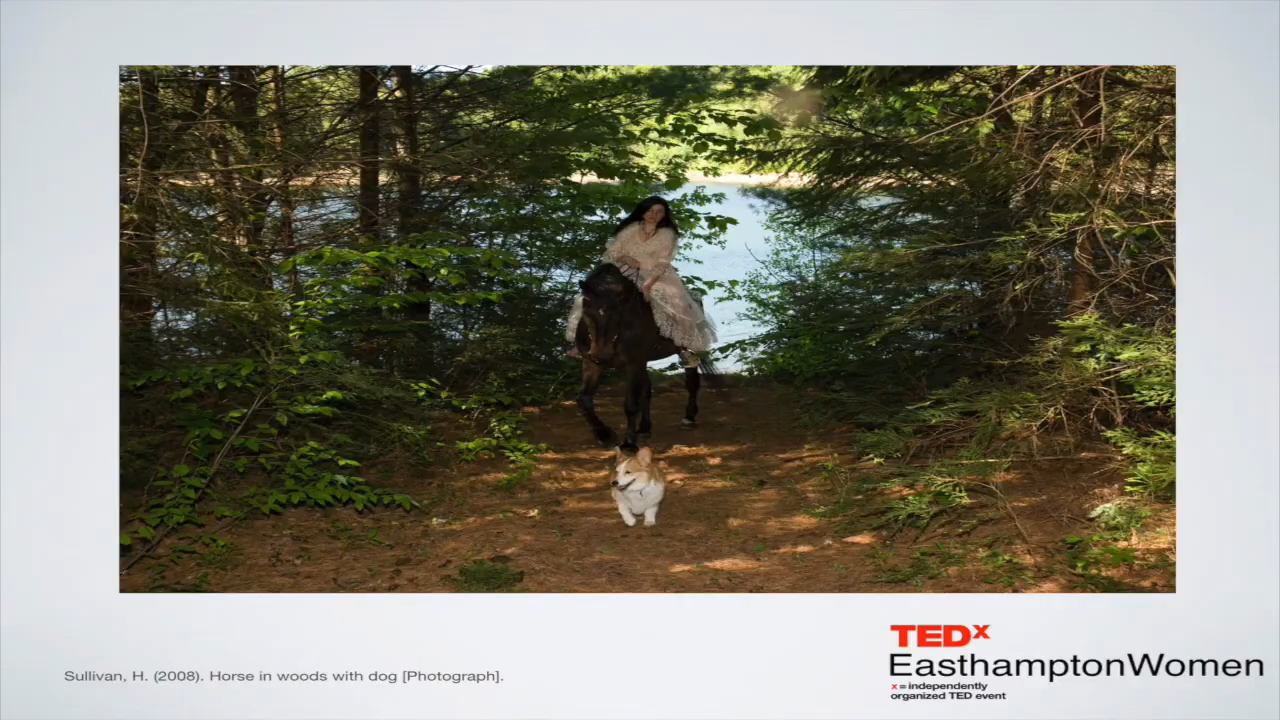 Sullivan, H. (2008). Horse in woods with dog [Photograph].
TEDx
EasthamptonWomen
x = independently
organized TED event